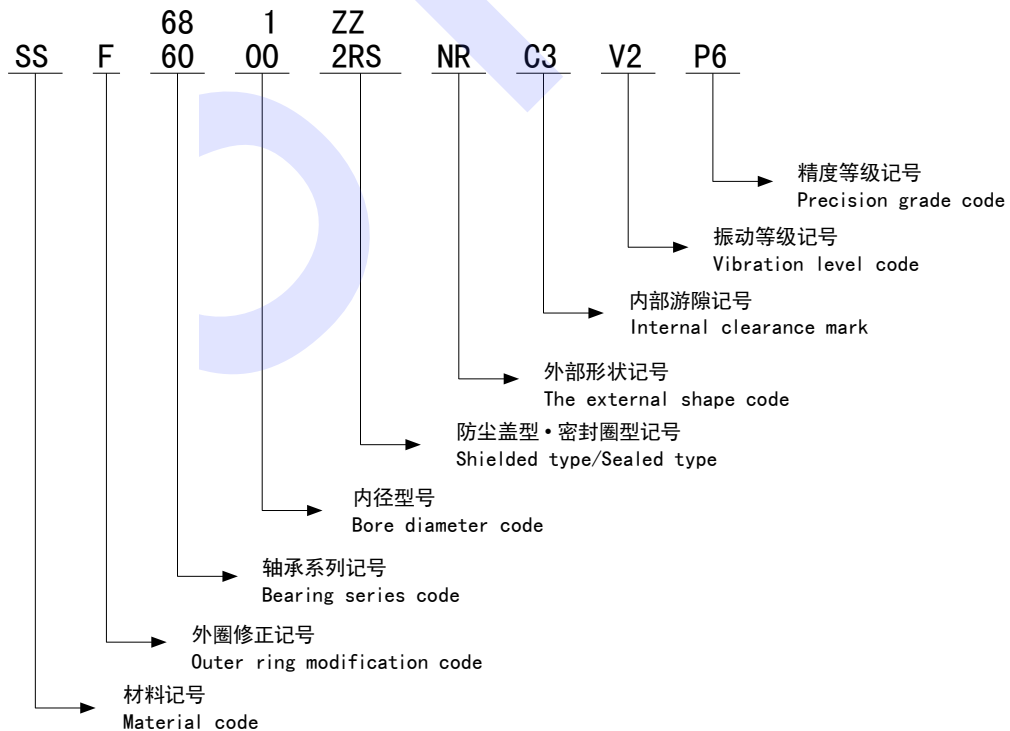 68 1 ZZ
SS F 60 00 2RS NR C3 V2 P6
精度等级记号
Precision grade code
振动等级记号
Vibration level code
内部游隙记号
Internal clearance mark
外部形状记号
The external shape code
防尘盖型·密封圈型记号
Shielded type/Sealed type
内径型号
Bore diameter code
轴承系列记号
Bearing series code
外圈修正记号
Outer ring modification code
材料记号
Material code